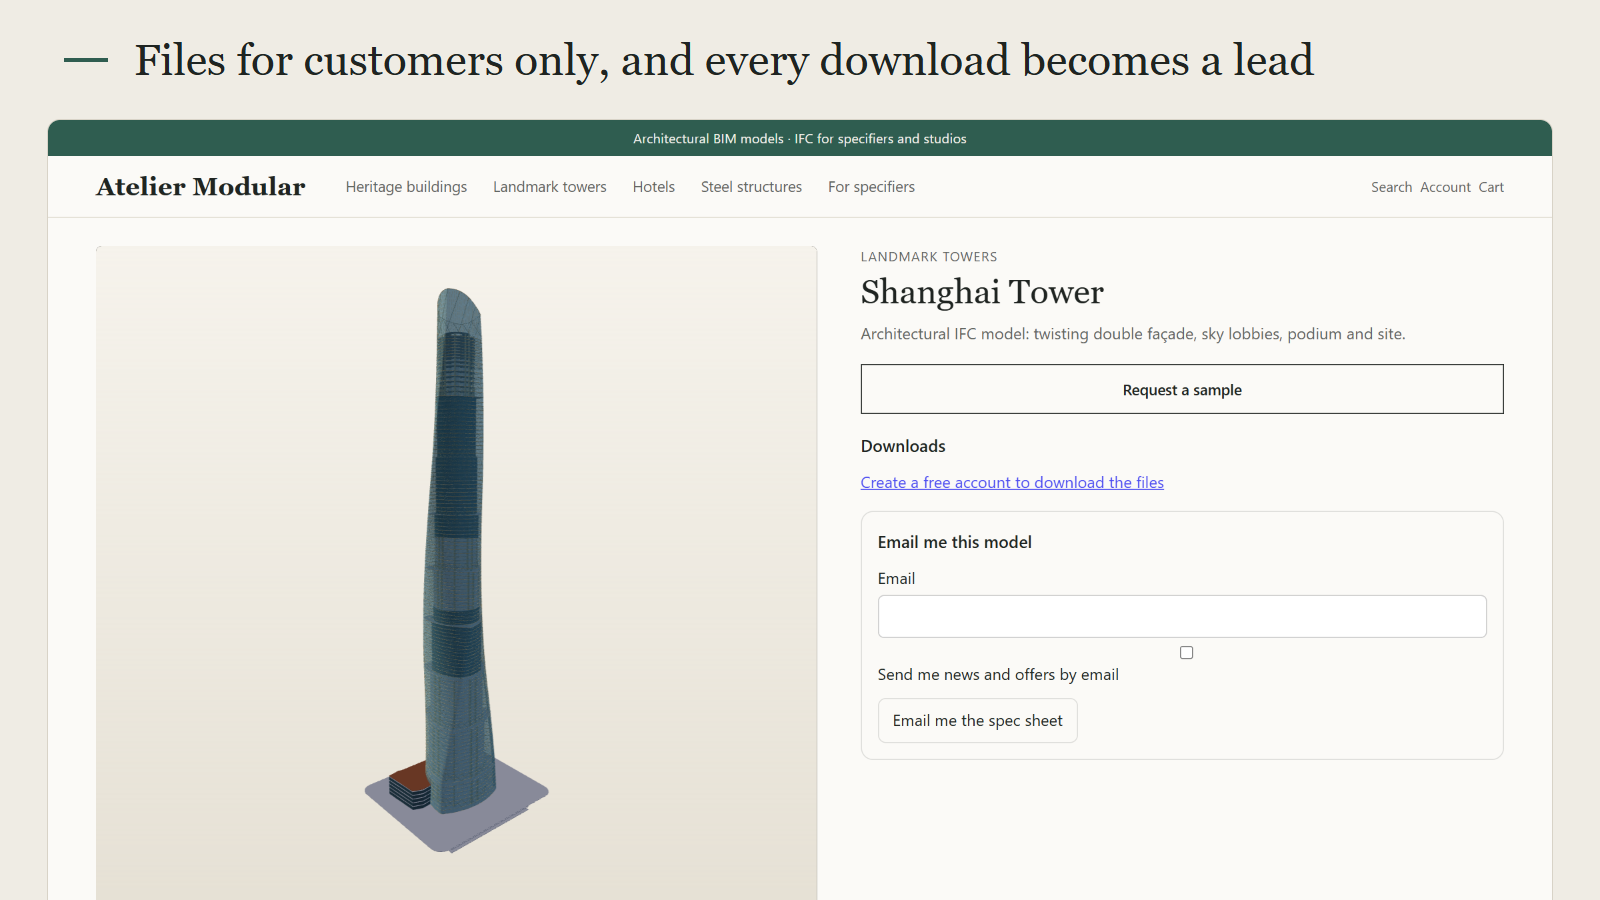 Files for customers only, and every download becomes a lead
Architectural BIM models · IFC for specifiers and studios
Atelier Modular Heritage buildings Landmark towers Hotels Steel structures For specifiers Search Account Cart
LANDMARK TOWERS
Shanghai Tower
Architectural IFC model: twisting double façade, sky lobbies, podium and site.
Request a sample
Downloads
Create a free account to download the files
Email me this model
Email
Send me news and offers by email
Email me the spec sheet